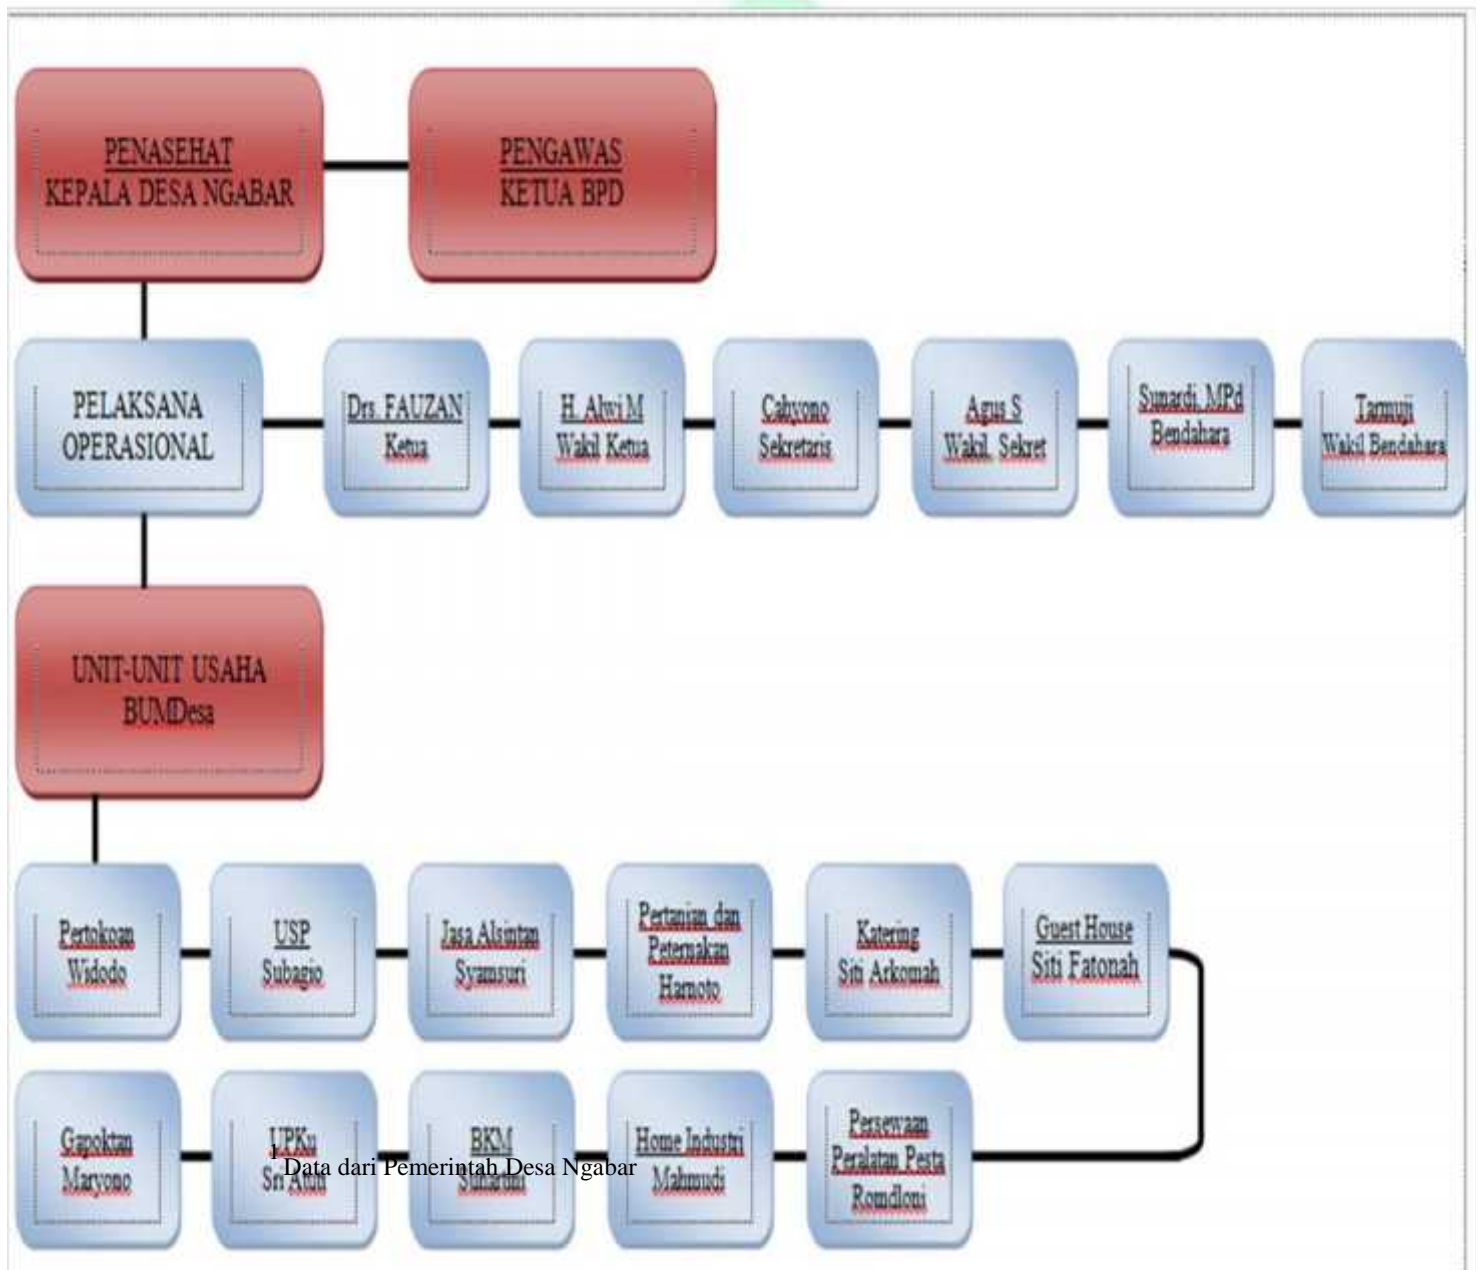 PENASEHAT
KEPALA DESA NGABAR
PENGAWAS
KETUA BPD
PELAKSANA
OPERASIONAL
Drs. FAUZAN
Ketua
H. Alwi M
Wakil Ketua
Cahyono
Sekretaris
Agus S
Wakil Sekret
Sunardi, MPd
Bendahara
Tarmuji
Wakil Bendahara
UNIT-UNIT USAHA
BUMDesa
Pertokoan
Widodo
USP
Subagio
Jasa Alsintan
Syamsuri
Pertanian dan
Peternakan
Harnoto
Katering
Siti Arkomah
Guest House
Siti Fatonah
Gapoktan
Maryono
UPKu
Sri
BKM
Home Industri
Mahmudi
Persewaan
Peralatan Pesta
Romdloni
1 Data dari Pemerintah Desa Ngabar